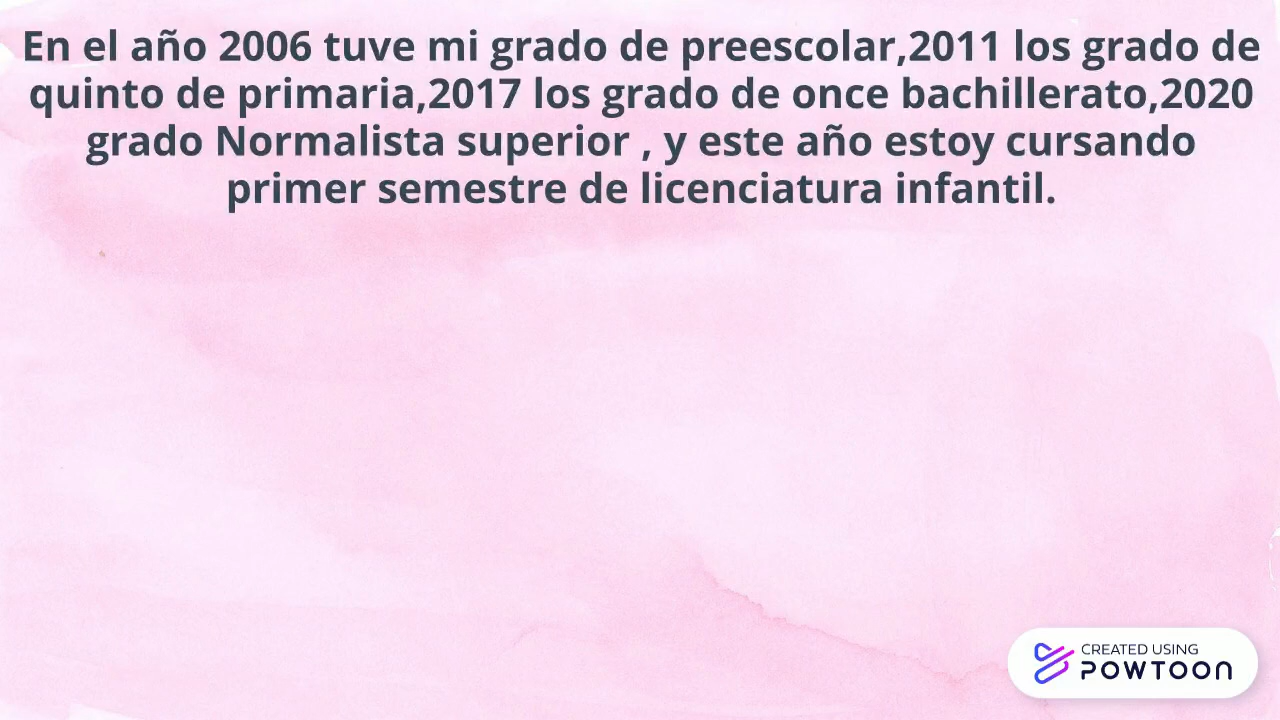 En el año 2006 tuve mi grado de preescolar,2011 los grado de
quinto de primaria,2017 los grado de once bachillerato,2020
grado Normalista superior , y este año estoy cursando
primer semestre de licenciatura infantil.
CREATED USING
POWTOON